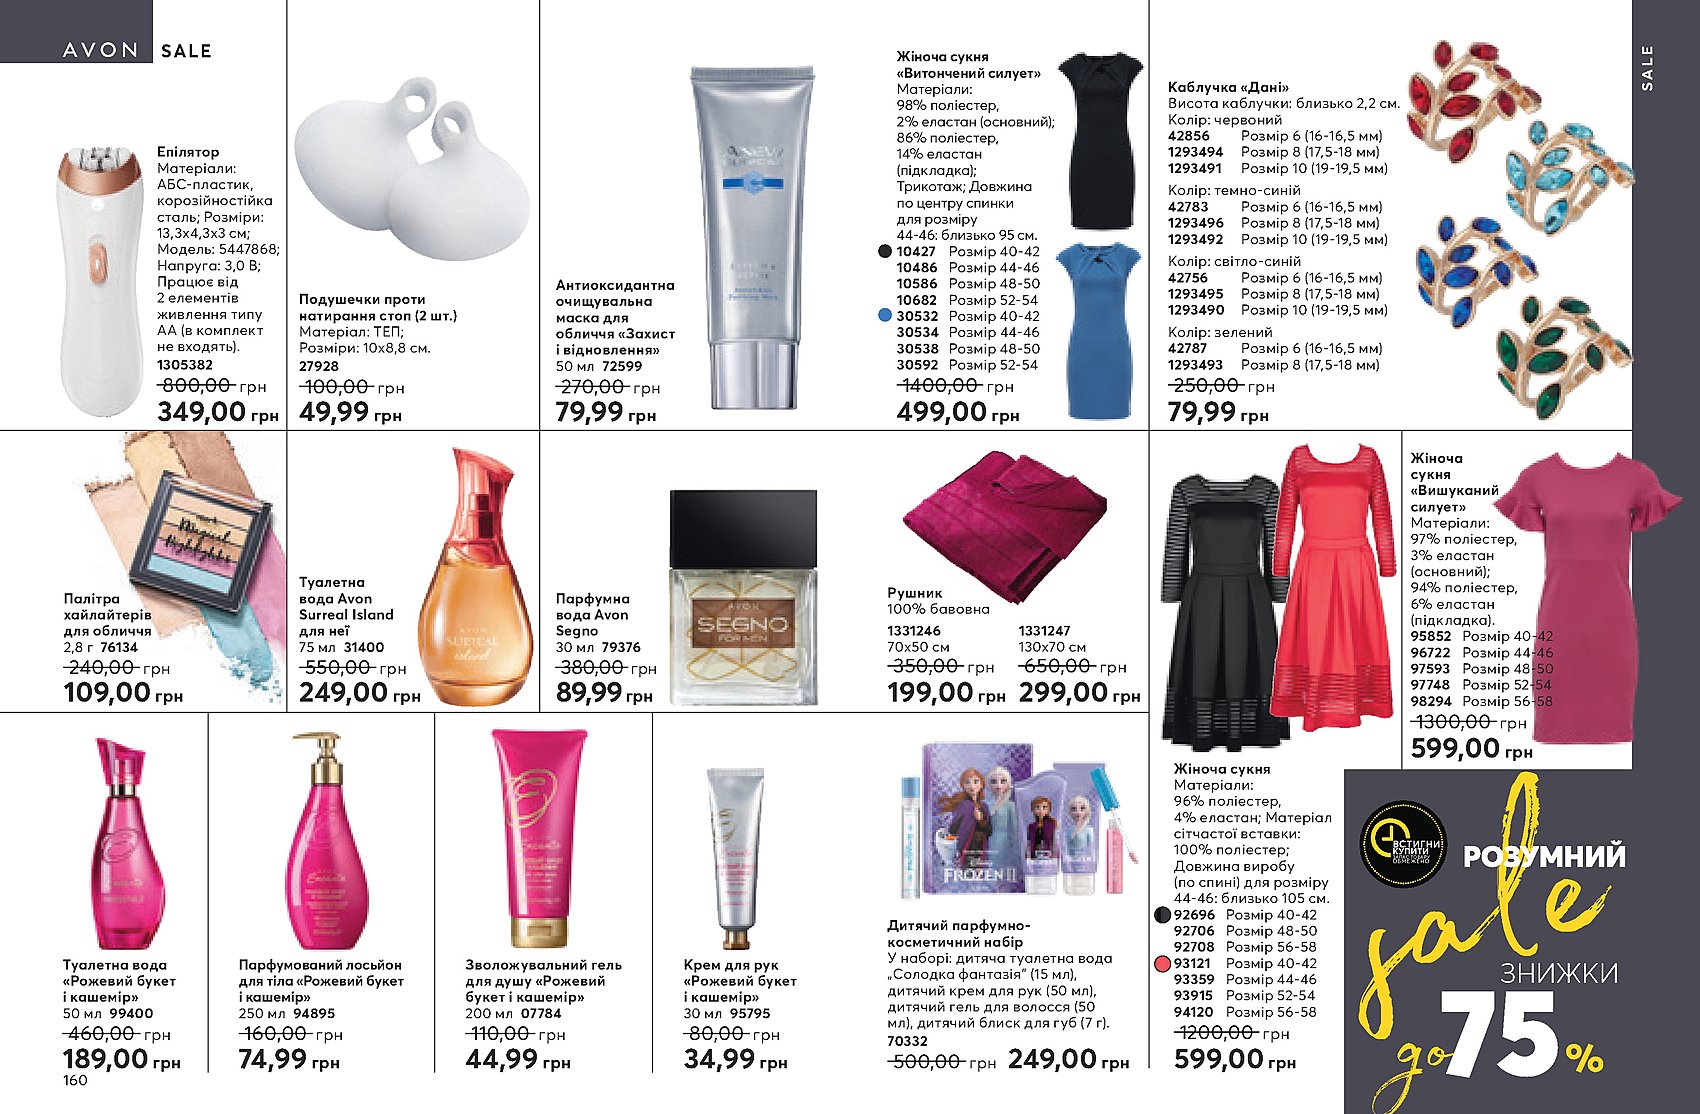 AVON SALE
SALE
Епілятор
Матеріали:
АБС-пластик,
корозійностійка
сталь; Розміри:
13,3х4,3х3 см;
Модель: 5447868;
Напруга: 3,0 В;
Працює від
2 елементів
живлення типу
АА (в комплект
не входять).
1305382
800,00 грн
349,00 грн
Подушечки проти
натирання стоп (2 шт.)
Матеріал: ТЕП;
Розміри: 10х8,8 см.
27928
100,00 грн
49,99 грн
Антиоксидантна
очищувальна
маска для
обличчя «Захист
і відновлення»
50 мл 72599
270,00 грн
79,99 грн
ANEW
Жіноча сукня
«Витончений силует»
Матеріали:
98% поліестер,
2% еластан (основний);
86% поліестер,
14% еластан
(підкладка);
Трикотаж; Довжина
по центру спинки
для розміру
44-46: близько 95 см.
10427 Розмір 40-42
10486 Розмір 44-46
10586 Розмір 48-50
10682 Розмір 52-54
30532 Розмір 40-42
30534 Розмір 44-46
30538 Розмір 48-50
30592 Розмір 52-54
1400,00 грн
499,00 грн
Каблучка «Дані»
Висота каблучки: близько 2,2 см.
Колір: червоний
42856 Розмір 6 (16-16,5 мм)
1293494 Розмір 8 (17,5-18 мм)
1293491 Розмір 10 (19-19,5 мм)
Колір: темно-синій
42783 Розмір 6 (16-16,5 мм)
1293496 Розмір 8 (17,5-18 мм)
1293492 Розмір 10 (19-19,5 мм)
Колір: світло-синій
42756 Розмір 6 (16-16,5 мм)
1293495 Розмір 8 (17,5-18 мм)
1293490 Розмір 10 (19-19,5 мм)
Колір: зелений
42787 Розмір 6 (16-16,5 мм)
1293493 Розмір 8 (17,5-18 мм)
250,00 грн
79,99 грн
mark.
Magical
Highlights
Палітра
хайлайтерів
для обличчя
2,8 г 76134
240,00 грн
109,00 грн
Туалетна
вода Avon
Surreal Island
для неї
75 мл 31400
550,00 грн
249,00 грн
AVON
SURREAL
island
Парфумна
вода Avon
Segno
30 мл 79376
380,00 грн
89,99 грн
AVON
SEGNO
FOR MEN
Рушник
100% бавовна
1331246
70х50 см
350,00 грн
199,00 грн
1331247
130х70 см
650,00 грн
299,00 грн
Жіноча
сукня
«Вишуканий
силует»
Матеріали:
97% поліестер,
3% еластан
(основний);
94% поліестер,
6% еластан
(підкладка).
95852 Розмір 40-42
96722 Розмір 44-46
97593 Розмір 48-50
97748 Розмір 52-54
98294 Розмір 56-58
1300,00 грн
599,00 грн
Туалетна вода
«Рожевий букет
і кашемір»
50 мл 99400
460,00 грн
189,00 грн
160
Парфумований лосьйон
для тіла «Рожевий букет
і кашемір»
250 мл 94895
160,00 грн
74,99 грн
Зволожувальний гель
для душу «Рожевий
букет і кашемір»
200 мл 07784
110,00 грн
44,99 грн
Крем для рук
«Рожевий букет
і кашемір»
30 мл 95795
80,00 грн
34,99 грн
FROZEN II
Дитячий парфумно-
косметичний набір
У наборі: дитяча туалетна вода
„Солодка фантазія“ (15 мл),
дитячий крем для рук (50 мл),
дитячий гель для волосся (50
мл), дитячий блиск для губ (7 г).
70332
500,00 грн 249,00 грн
Жіноча сукня
Матеріали:
96% поліестер,
4% еластан; Матеріал
сітчастої вставки:
100% поліестер;
Довжина виробу
(по спині) для розміру
44-46: близько 105 см.
92696 Розмір 40-42
92706 Розмір 48-50
92708 Розмір 56-58
93121 Розмір 40-42
93359 Розмір 44-46
93915 Розмір 52-54
94120 Розмір 56-58
1200,00 грн
599,00 грн
ВСТИГНИ
КУПИТИ
ЗАПАС ТОВАРУ
ОБМЕЖЕНО
РОЗУМНИЙ
sale
ЗНИЖКИ
до 75%